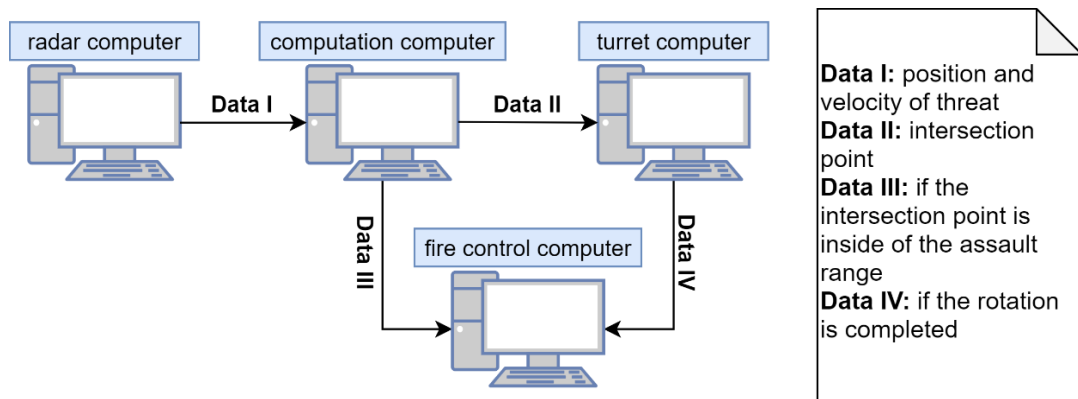 radar computer
computation computer
turret computer
Data I
Data II
Data III
Data IV
fire control computer
Data I: position and
velocity of threat
Data II: intersection
point
Data III: if the
intersection point is
inside of the assault
range
Data IV: if the rotation
is completed